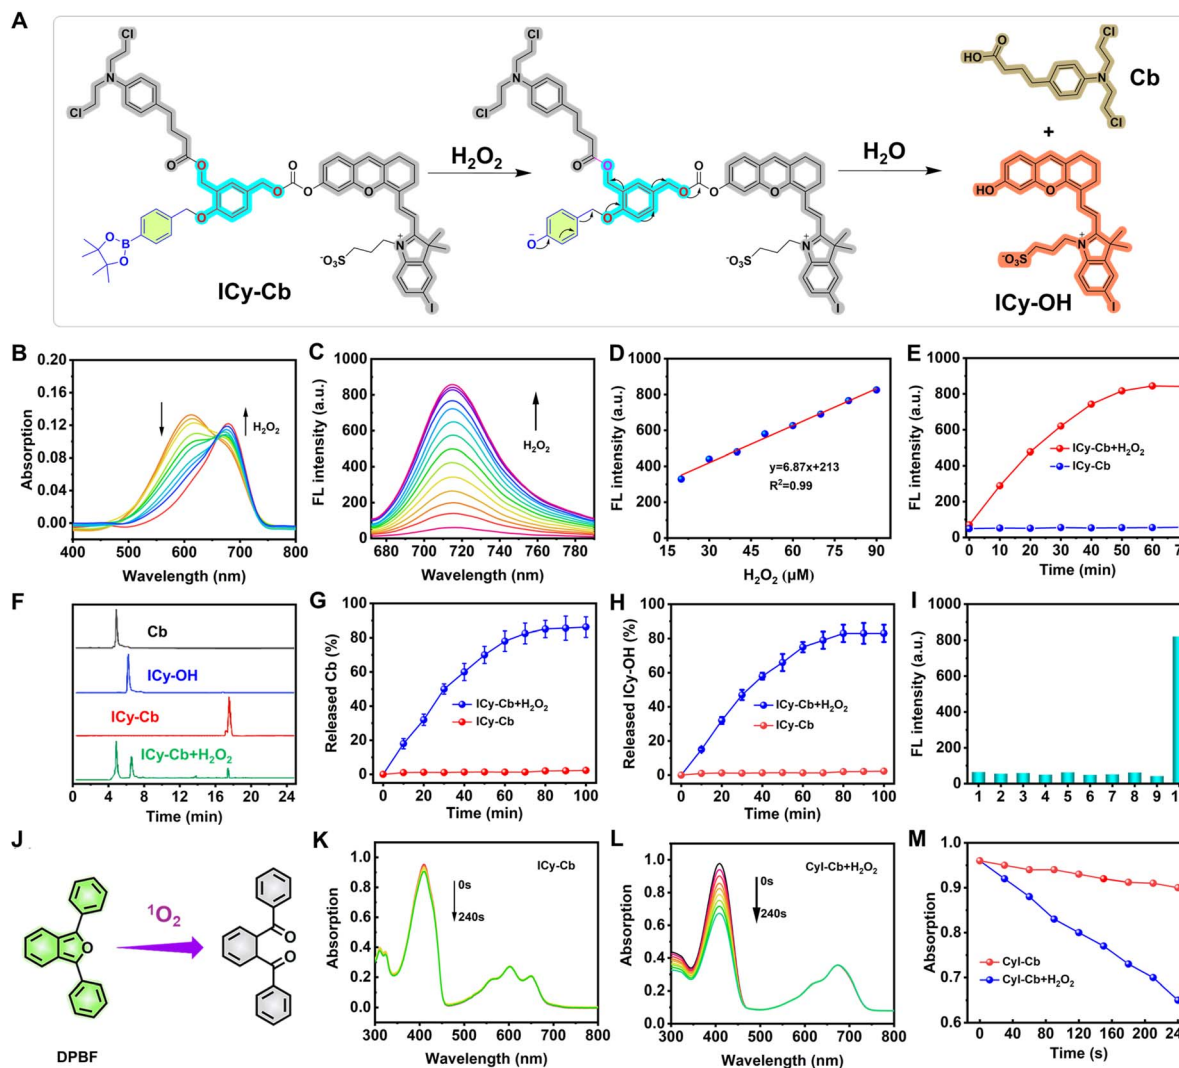 A
Cl
N
Cl
O
O
O
O
O
O
O
B
O
O
-O3S
N+
I
ICy-Cb
H2O2
Cl
N
Cl
O
O
O
O
O
O
O
O-
-O3S
N+
I
H2O
O
HO
Cl
N
Cl
Cb
+
HO
O
-O3S
N+
I
ICy-OH
B
Absorption
0.20
0.16
0.12
0.08
0.04
0.00
H2O2
400 500 600 700 800
Wavelength (nm)
C
FL intensity (a.u.)
1000
800
600
400
200
0
H2O2
680 700 720 740 760 780
Wavelength (nm)
D
FL intensity (a.u.)
1000
800
600
400
200
0
y=6.87x+213
R2=0.99
15 30 45 60 75 90
H2O2 (μM)
E
FL intensity (a.u.)
1000
800
600
400
200
0
ICy-Cb+H2O2
ICy-Cb
0 10 20 30 40 50 60 7
Time (min)
F
Cb
ICy-OH
ICy-Cb
ICy-Cb+H2O2
0 4 8 12 16 20 24
Time (min)
G
Released Cb (%)
100
80
60
40
20
0
ICy-Cb+H2O2
ICy-Cb
0 20 40 60 80 100
Time (min)
H
Released ICy-OH (%)
100
80
60
40
20
0
ICy-Cb+H2O2
ICy-Cb
0 20 40 60 80 100
Time (min)
I
FL intensity (a.u.)
1000
800
600
400
200
0
1 2 3 4 5 6 7 8 9 1
J
1O2
O
O
O
DPBF
K
Absorption
1.0
0.8
0.6
0.4
0.2
0.0
ICy-Cb
0s
240s
300 400 500 600 700 800
Wavelength (nm)
L
Absorption
1.0
0.8
0.6
0.4
0.2
0.0
CyI-Cb+H2O2
0s
240s
300 400 500 600 700 800
Wavelength (nm)
M
Absorption
1.0
0.9
0.8
0.7
0.6
CyI-Cb
CyI-Cb+H2O2
0 40 80 120 160 200 24
Time (s)